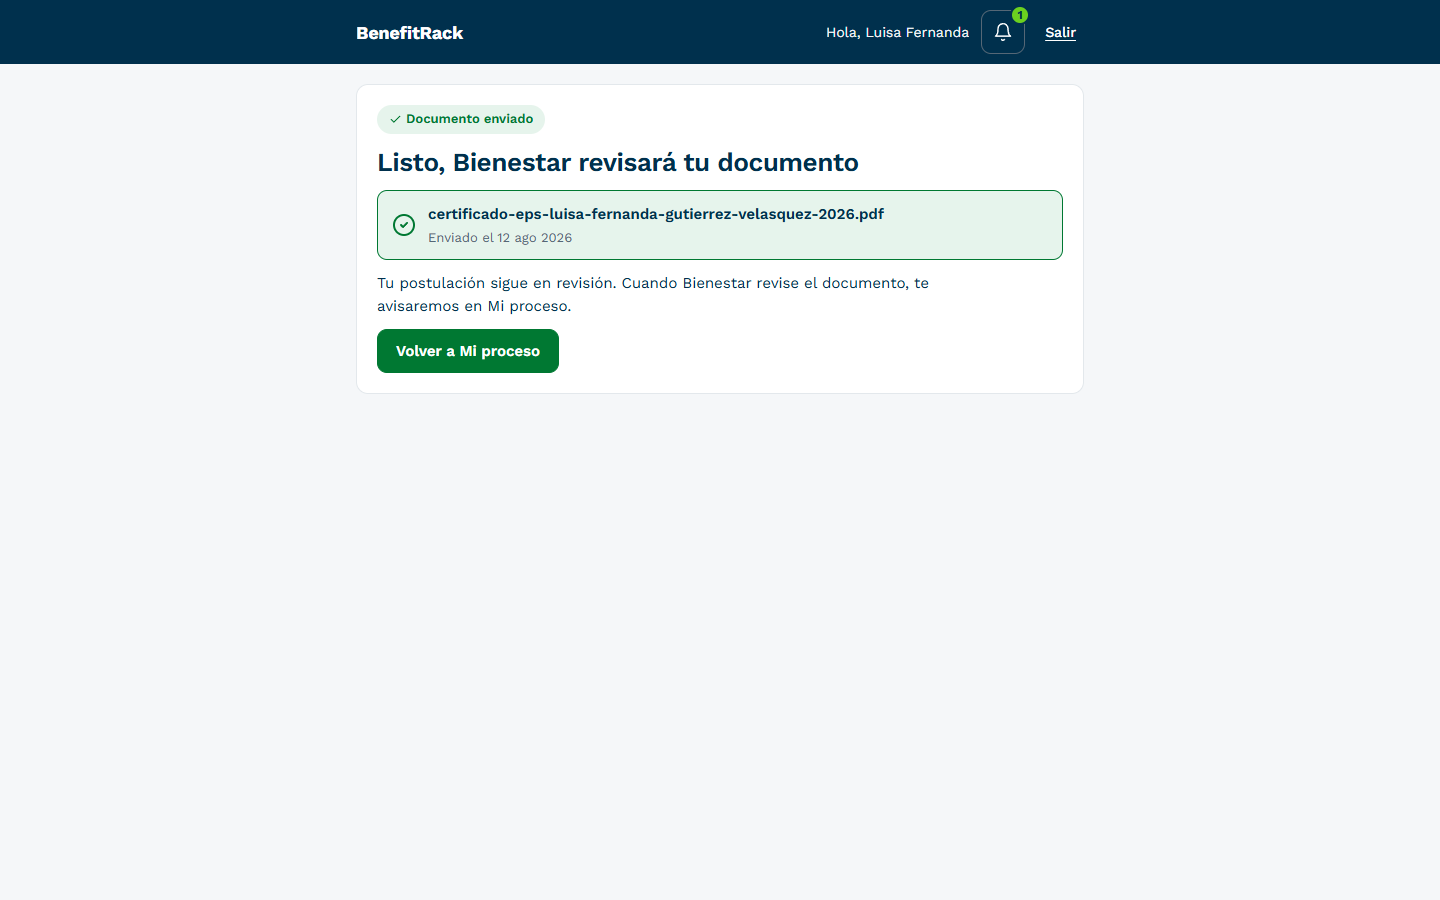 BenefitRack
Hola, Luisa Fernanda
1
Salir
Documento enviado
Listo, Bienestar revisará tu documento
certificado-eps-luisa-fernanda-gutierrez-velasquez-2026.pdf
Enviado el 12 ago 2026
Tu postulación sigue en revisión. Cuando Bienestar revise el documento, te
avisaremos en Mi proceso.
Volver a Mi proceso